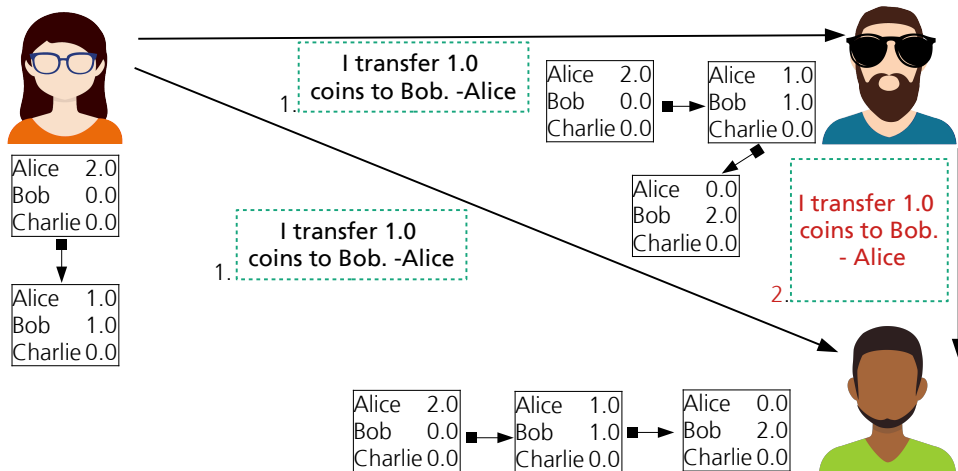 I transfer 1.0
coins to Bob. -Alice
1.
Alice 2.0
Bob 0.0
Charlie 0.0
Alice 1.0
Bob 1.0
Charlie 0.0
Alice 0.0
Bob 2.0
Charlie 0.0
Alice 2.0
Bob 0.0
Charlie 0.0
Alice 1.0
Bob 1.0
Charlie 0.0
I transfer 1.0
coins to Bob. -Alice
1.
I transfer 1.0
coins to Bob.
- Alice
2.
Alice 2.0
Bob 0.0
Charlie 0.0
Alice 1.0
Bob 1.0
Charlie 0.0
Alice 0.0
Bob 2.0
Charlie 0.0